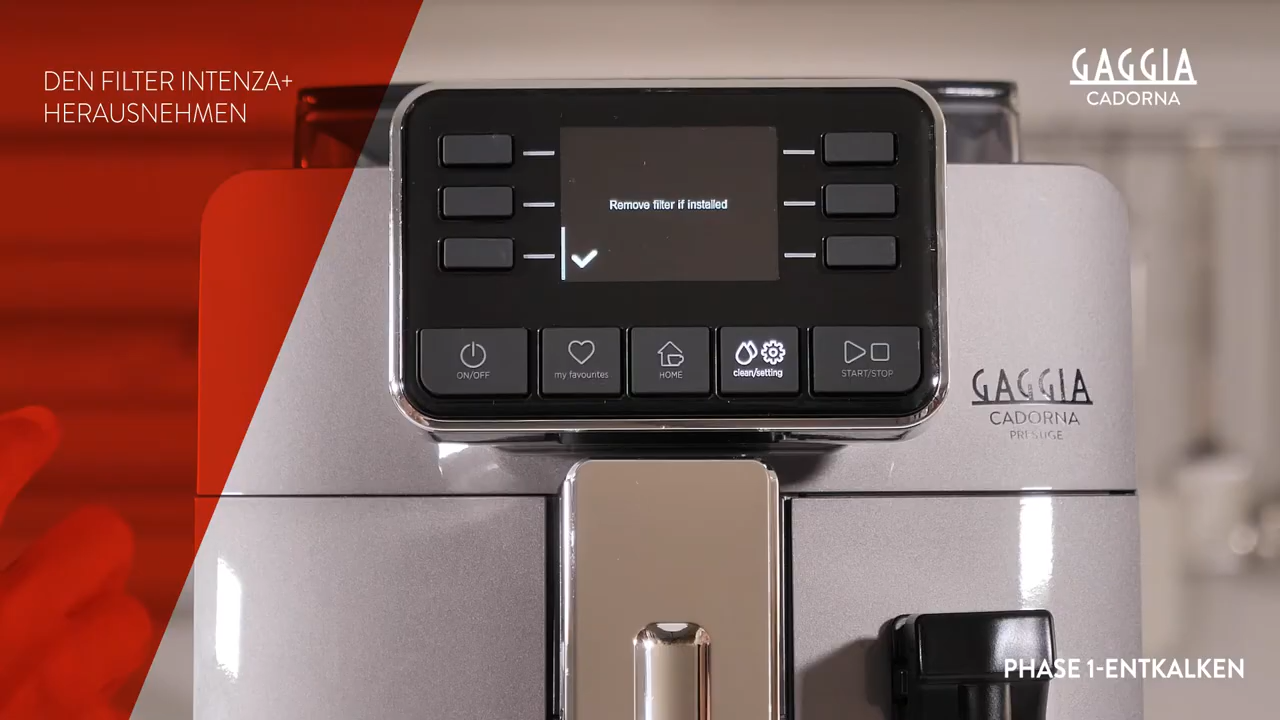 DEN FILTER INTENZA+
HERAUSNEHMEN
GAGGIA
CADORNA
Remove filter if installed
ON/OFF
my favourites
HOME
clean/setting
START/STOP
GAGGIA
CADORNA
PRESTIGE
PHASE 1-ENTKALKEN